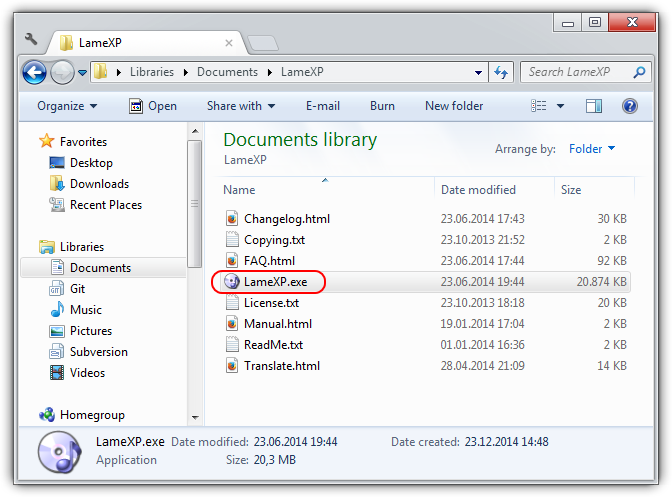 LameXP
Libraries Documents LameXP Search LameXP
Organize Open Share with E-mail Burn New folder
Favorites
Desktop
Downloads
Recent Places
Libraries
Documents
Git
Music
Pictures
Subversion
Videos
Homegroup
Documents library
LameXP
Arrange by: Folder
Name Date modified Size
Changelog.html 23.06.2014 17:43 30 KB
Copying.txt 23.10.2013 21:52 2 KB
FAQ.html 23.06.2014 17:44 92 KB
LameXP.exe 23.06.2014 19:44 20.874 KB
License.txt 23.10.2013 18:18 20 KB
Manual.html 19.01.2014 17:04 2 KB
ReadMe.txt 01.01.2014 16:36 2 KB
Translate.html 28.04.2014 21:09 14 KB
LameXP.exe Date modified: 23.06.2014 19:44 Date created: 23.12.2014 14:48
Application Size: 20,3 MB